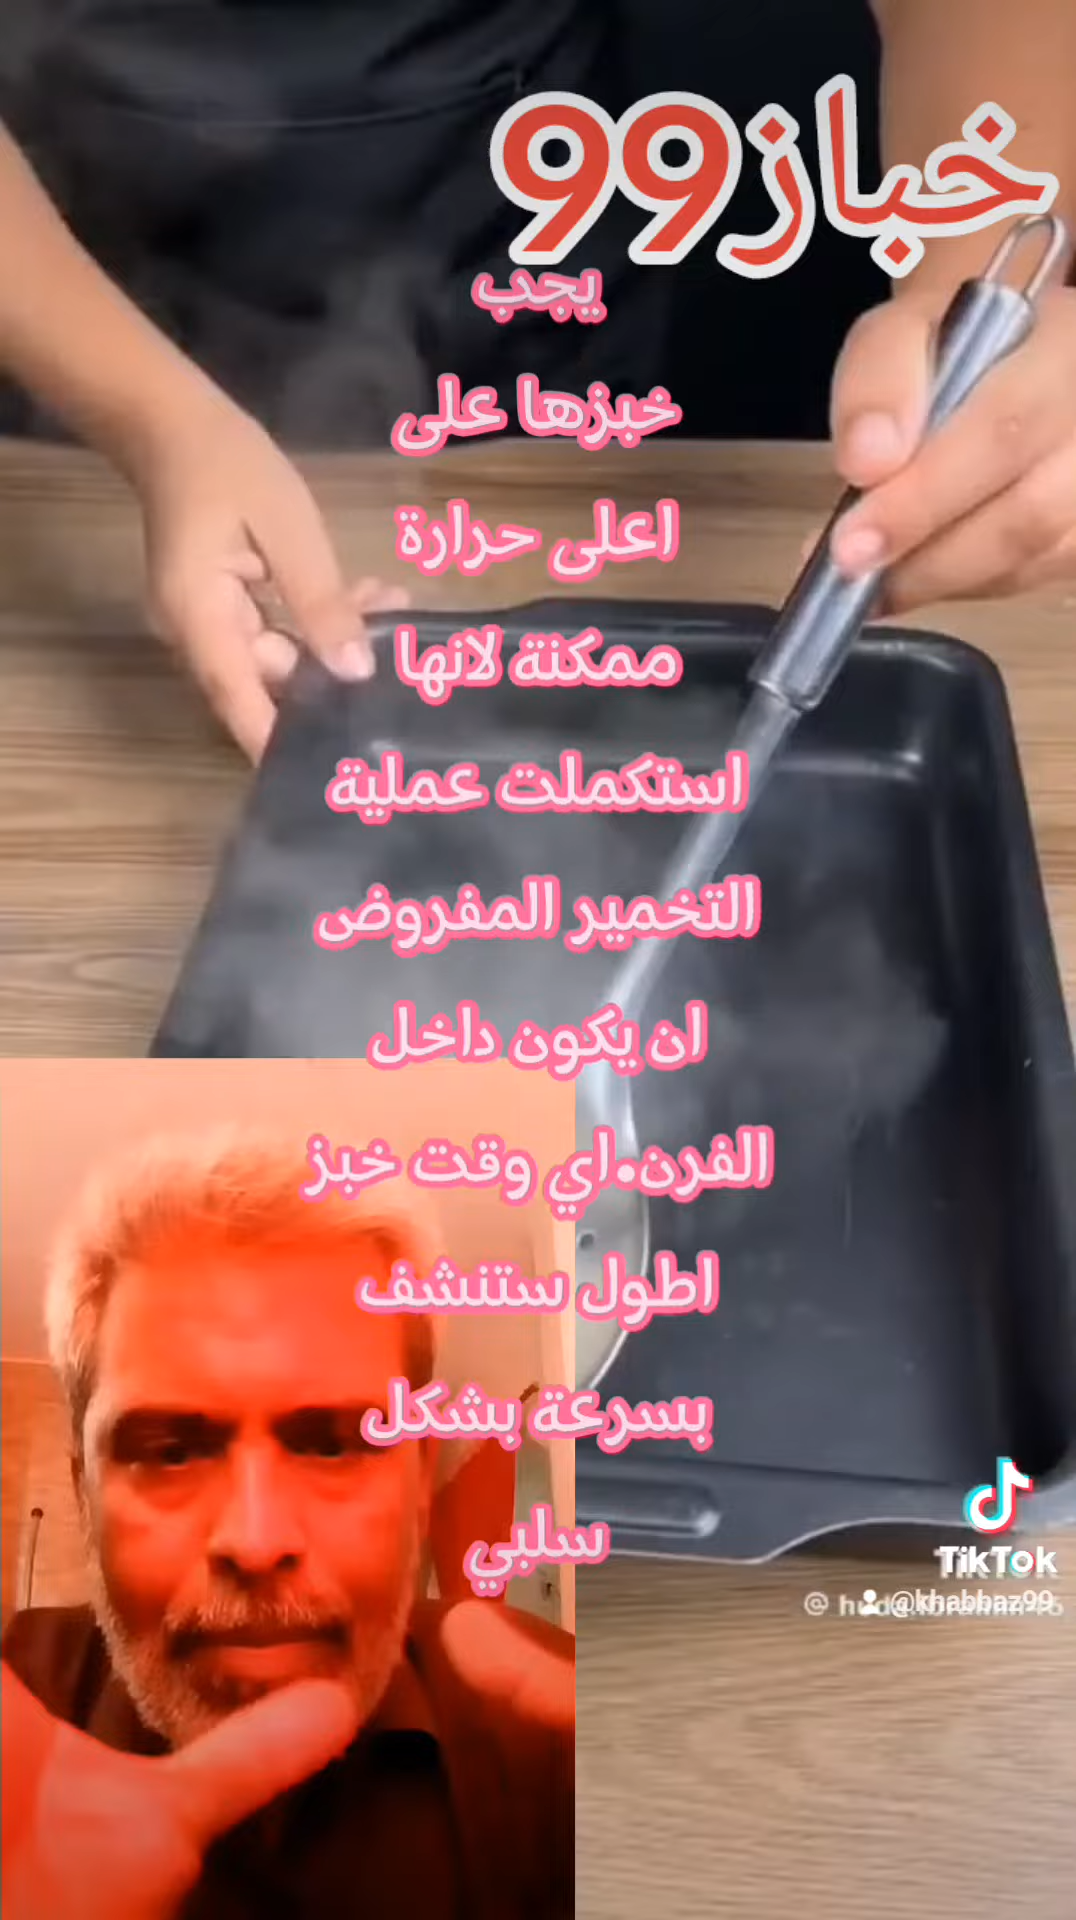 خباز99
يجب
خبزها على
اعلى حرارة
ممكنة لانها
استكملت عملية
التخمير المفروض
ان يكون داخل
الفرن.اي وقت خبز
اطول ستنشف
بسرعة بشكل
سلبي
TikTok
@khabbaz99